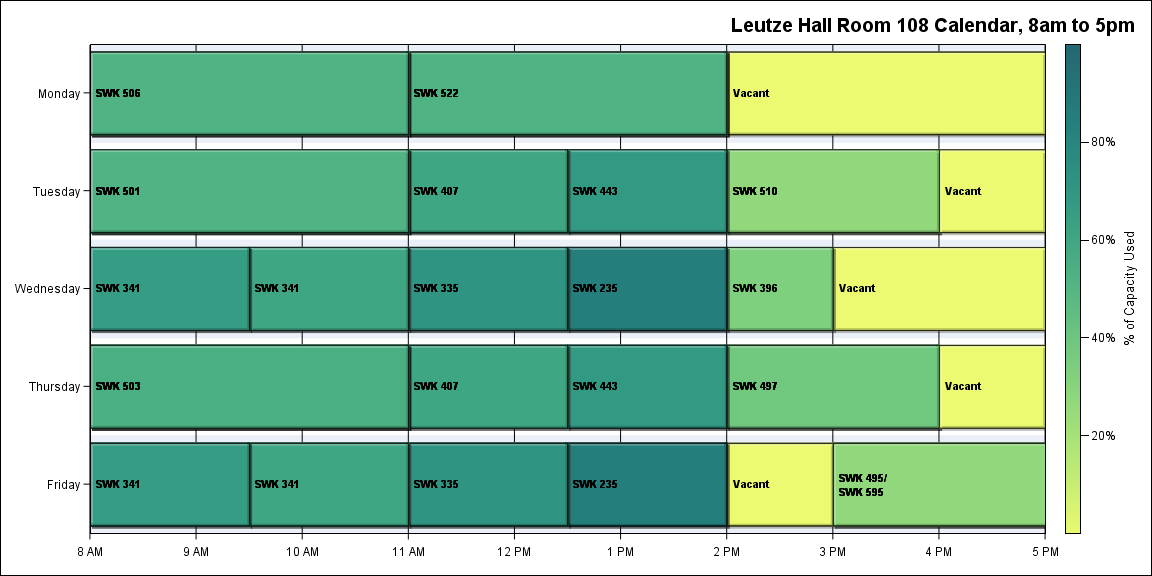 Leutze Hall Room 108 Calendar, 8am to 5pm
Monday
SWK 506
SWK 522
Vacant
Tuesday
SWK 501
SWK 407
SWK 443
SWK 510
Vacant
Wednesday
SWK 341
SWK 341
SWK 335
SWK 235
SWK 396
Vacant
Thursday
SWK 503
SWK 407
SWK 443
SWK 497
Vacant
Friday
SWK 341
SWK 341
SWK 335
SWK 235
Vacant
SWK 495/
SWK 595
8 AM
9 AM
10 AM
11 AM
12 PM
1 PM
2 PM
3 PM
4 PM
5 PM
80%
60%
40%
20%
% of Capacity Used